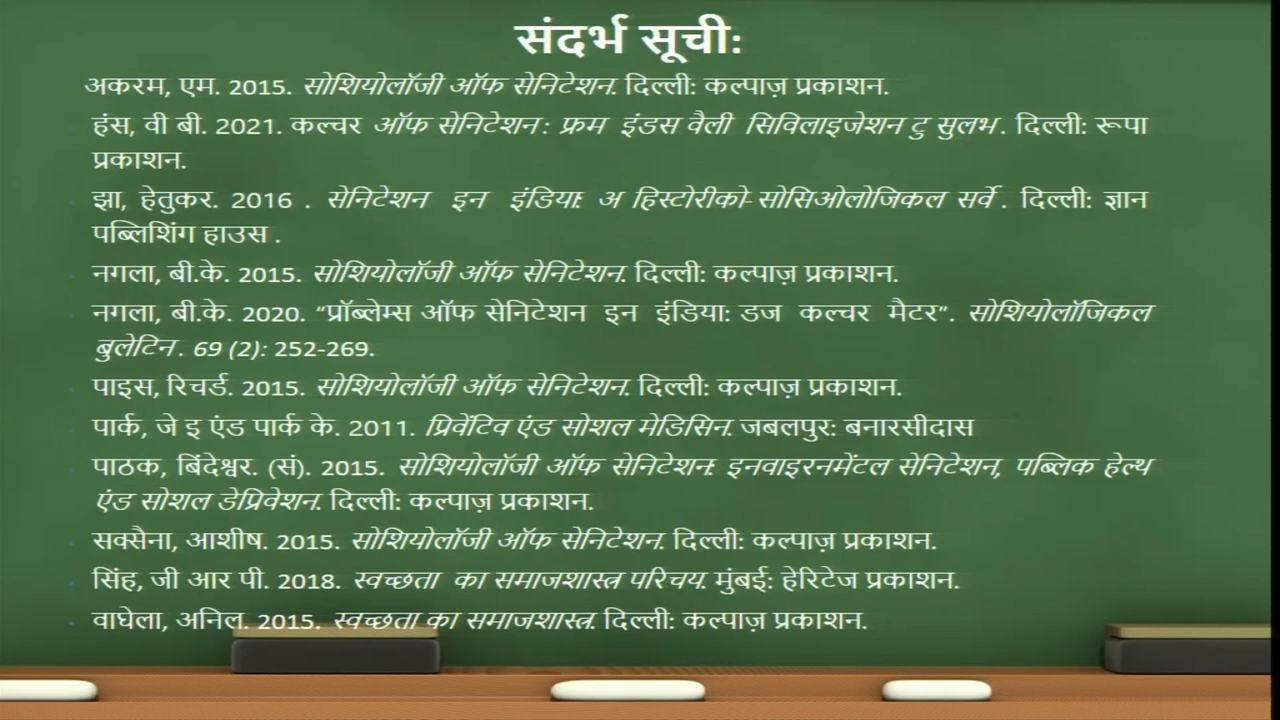 संदर्भ सूची:
अकरम, एम. 2015. सोशियोलॉजी ऑफ सेनिटेशन. दिल्ली: कल्पाज़ प्रकाशन.
हंस, वी बी. 2021. कल्चर ऑफ सेनिटेशन : फ्रम इंडस वैली सिविलाइजेशन टु सुलभ . दिल्ली: रूपा
प्रकाशन.
झा, हेतुकर. 2016 . सेनिटेशन इन इंडिया: अ हिस्टोरीको-सोसिओलोजिकल सर्वे . दिल्ली: ज्ञान
पब्लिशिंग हाउस .
नगला, बी.के. 2015. सोशियोलॉजी ऑफ सेनिटेशन. दिल्ली: कल्पाज़ प्रकाशन.
नगला, बी.के. 2020. “प्रॉब्लेम्स ऑफ सेनिटेशन इन इंडिया: डज कल्चर मैटर”. सोशियोलॉजिकल
बुलेटिन . 69 (2): 252-269.
पाइस, रिचर्ड. 2015. सोशियोलॉजी ऑफ सेनिटेशन. दिल्ली: कल्पाज़ प्रकाशन.
पार्क, जे इ एंड पार्क के. 2011. प्रिवेंटिव एंड सोशल मेडिसिन. जबलपुर: बनारसीदास
पाठक, बिंदेश्वर. (सं). 2015. सोशियोलॉजी ऑफ सेनिटेशन: इनवाइरनमेंटल सेनिटेशन, पब्लिक हेल्थ
एंड सोशल डेप्रिवेशन. दिल्ली: कल्पाज़ प्रकाशन.
सक्सैना, आशीष. 2015. सोशियोलॉजी ऑफ सेनिटेशन. दिल्ली: कल्पाज़ प्रकाशन.
सिंह, जी आर पी. 2018. स्वच्छता का समाजशास्त्र परिचय. मुंबई: हेरिटेज प्रकाशन.
वाघेला, अनिल. 2015. स्वच्छता का समाजशास्त्र. दिल्ली: कल्पाज़ प्रकाशन.